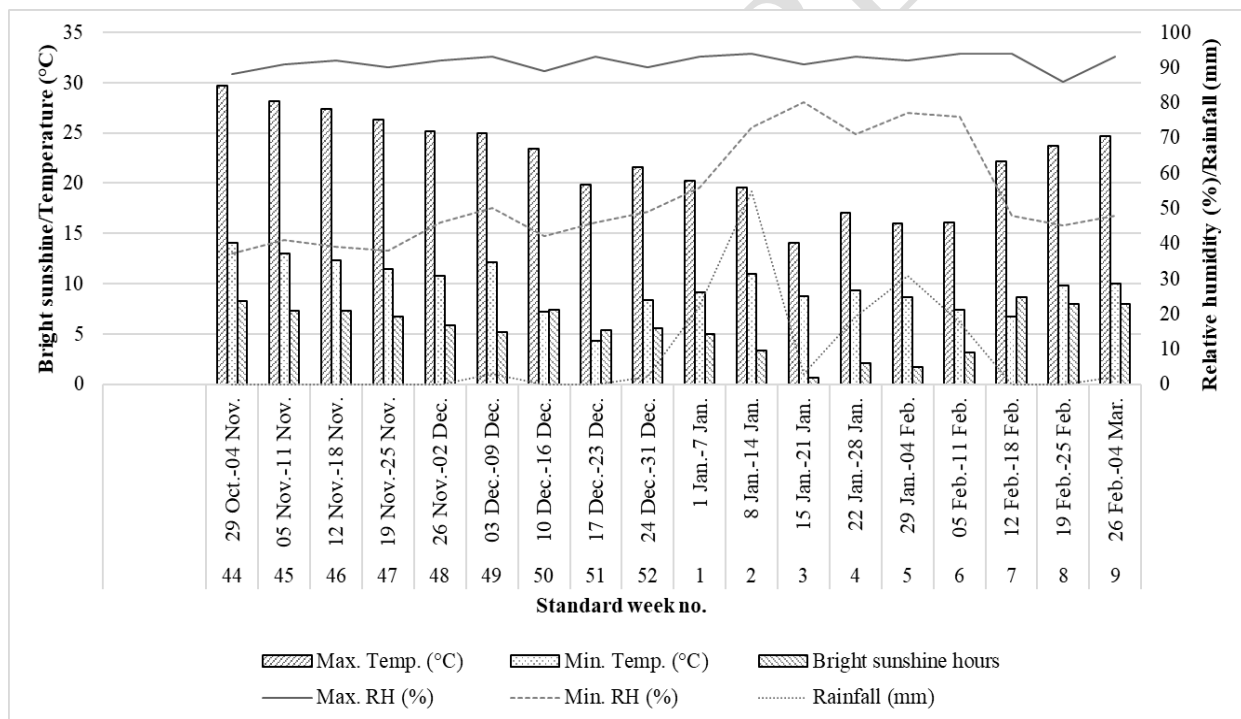 35
30
25
20
15
10
5
0
Bright sunshine/Temperature (°C)
100
90
80
70
60
50
40
30
20
10
0
Relative humidity (%)/Rainfall (mm)
29 Oct.-04 Nov.
05 Nov.-11 Nov.
12 Nov.-18 Nov.
19 Nov.-25 Nov.
26 Nov.-02 Dec.
03 Dec.-09 Dec.
10 Dec.-16 Dec.
17 Dec.-23 Dec.
24 Dec.-31 Dec.
1 Jan.-7 Jan.
8 Jan.-14 Jan.
15 Jan.-21 Jan.
22 Jan.-28 Jan.
29 Jan.-04 Feb.
05 Feb.-11 Feb.
12 Feb.-18 Feb.
19 Feb.-25 Feb.
26 Feb.-04 Mar.
44 45 46 47 48 49 50 51 52 1 2 3 4 5 6 7 8 9
Standard week no.
Max. Temp. (°C) Min. Temp. (°C) Bright sunshine hours
Max. RH (%) Min. RH (%) Rainfall (mm)